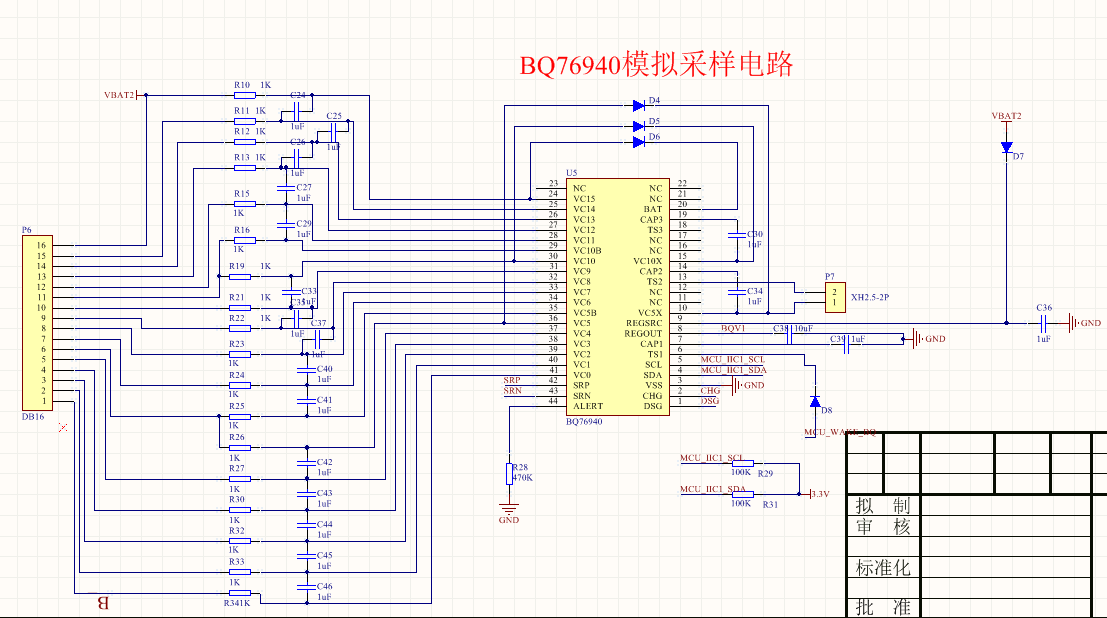 BQ76940模拟采样电路
VBAT2
R10 1K
C24
1uF
R11 1K
C25
1uF
R12 1K
C26
1uF
R13 1K
C27
1uF
R15
1K
C29
1uF
R16
1K
R19 1K
C33
1uF
R21 1K
C35
1uF
R22 1K
C37
1uF
R23
1K
C40
1uF
R24
1K
C41
1uF
R25
1K
R26
1K
C42
1uF
R27
1K
C43
1uF
R30
1K
C44
1uF
R32
1K
C45
1uF
R33
1K
C46
1uF
R341K
P6
16
15
14
13
12
11
10
9
8
7
6
5
4
3
2
1
DB16
B
D4
D5
D6
U5
23 NC
24 VC15
25 VC14
26 VC13
27 VC12
28 VC11
29 VC10B
30 VC10
31 VC9
32 VC8
33 VC7
34 VC6
35 VC5B
36 VC5
37 VC4
38 VC3
39 VC2
40 VC1
41 VC0
SRP 42 SRP
SRN 43 SRN
44 ALERT
NC 22
NC 21
BAT 20
CAP3 19
TS3 18
NC 17
NC 16
VC10X 15
CAP2 14
TS2 13
NC 12
NC 11
VC5X 10
REGSRC 9
REGOUT 8
CAP1 7
TS1 6
SCL 5 MCU_IIC1_SCL
SDA 4 MCU_IIC1_SDA
VSS 3 GND
CHG 2 CHG
DSG 1 DSG
BQ76940
C30
1uF
C34
1uF
P7
2
1
XH2.5-2P
VBAT2
D7
C36
1uF
GND
BQV1
C38 10uF
C39 1uF
GND
D8
MCU_WAKE_BQ
R28
470K
GND
MCU_IIC1_SCL
100K R29
MCU_IIC1_SDA
100K R31
3.3V
拟 制
审 核
标准化
批 准